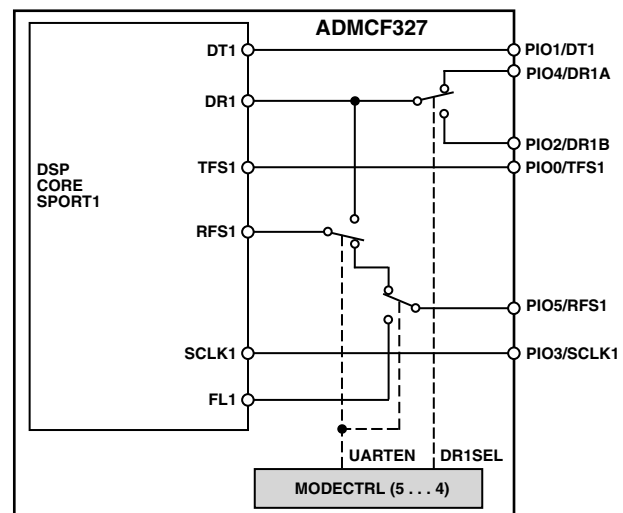 ADMCF327
DT1
PIO1/DT1
PIO4/DR1A
DR1
PIO2/DR1B
DSP
CORE
SPORT1
TFS1
PIO0/TFS1
RFS1
PIO5/RFS1
SCLK1
PIO3/SCLK1
FL1
UARTEN
DR1SEL
MODECTRL (5 . . . 4)